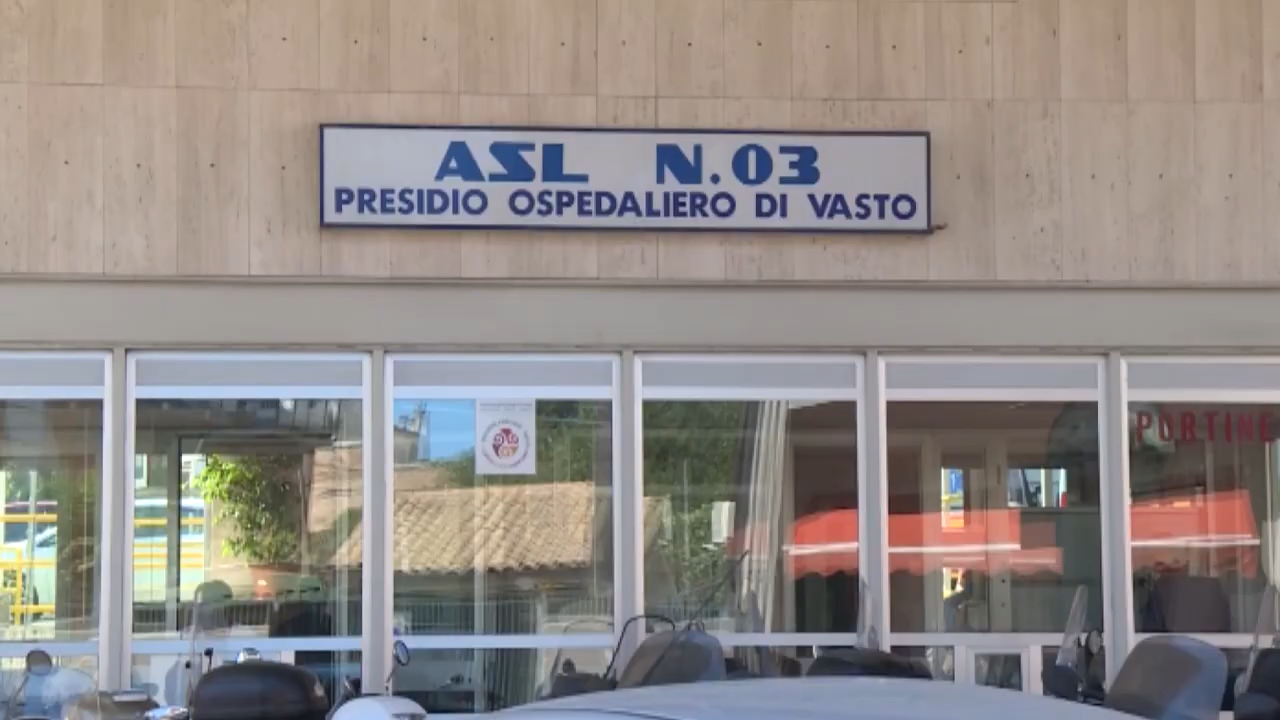 ASL N.03
PRESIDIO OSPEDALIERO DI VASTO
PORTINE